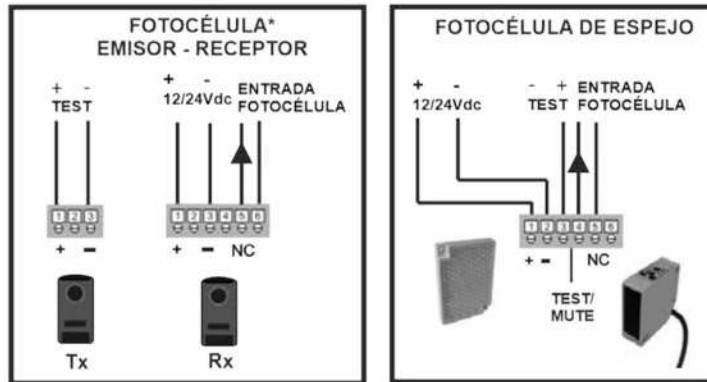 FOTOCÉLULA*
EMISOR - RECEPTOR
+ -
TEST
+ -
12/24Vdc
ENTRADA
FOTOCÉLULA
1 2 3
1 2 3 4 5 6
+ -
+ - NC
Tx
Rx
FOTOCÉLULA DE ESPEJO
+ -
12/24Vdc
- +
TEST
ENTRADA
FOTOCÉLULA
1 2 3 4 5 6
+ -
NC
TEST/
MUTE